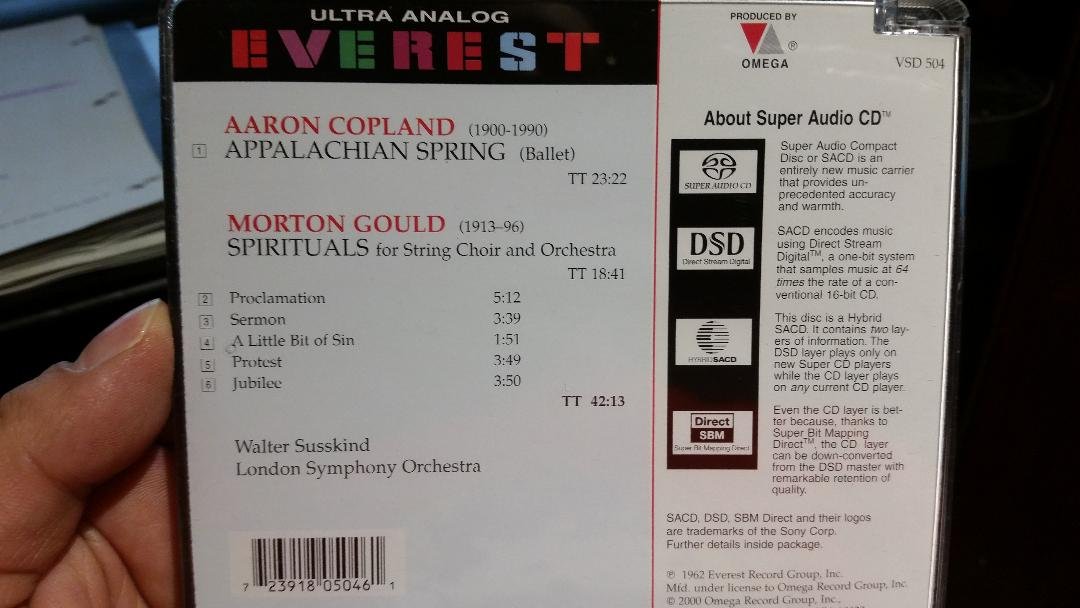 ULTRA ANALOG
EVEREST
AARON COPLAND (1900-1990)
1 APPALACHIAN SPRING (Ballet)
TT 23:22
MORTON GOULD (1913–96)
SPIRITUALS for String Choir and Orchestra
TT 18:41
2 Proclamation 5:12
3 Sermon 3:39
4 A Little Bit of Sin 1:51
5 Protest 3:49
6 Jubilee 3:50
TT 42:13
Walter Susskind
London Symphony Orchestra
7 23918 05046 1
PRODUCED BY
®
OMEGA
VSD 504
About Super Audio CD™
SUPER AUDIO CD
DSD
Direct Stream Digital
HYBRID SACD
Direct
SBM
Super Bit Mapping Direct
Super Audio Compact
Disc or SACD is an
entirely new music carrier
that provides un-
precedented accuracy
and warmth.
SACD encodes music
using Direct Stream
Digital™, a one-bit system
that samples music at 64
times the rate of a con-
ventional 16-bit CD.
This disc is a Hybrid
SACD. It contains two lay-
ers of information. The
DSD layer plays only on
new Super CD players
while the CD layer plays
on any current CD player.
Even the CD layer is bet-
ter because, thanks to
Super Bit Mapping
Direct™, the CD layer
can be down-converted
from the DSD master with
remarkable retention of
quality.
SACD, DSD, SBM Direct and their logos
are trademarks of the Sony Corp.
Further details inside package.
℗ 1962 Everest Record Group, Inc.
Mfd. under license to Omega Record Group, Inc.
© 2000 Omega Record Group, Inc.